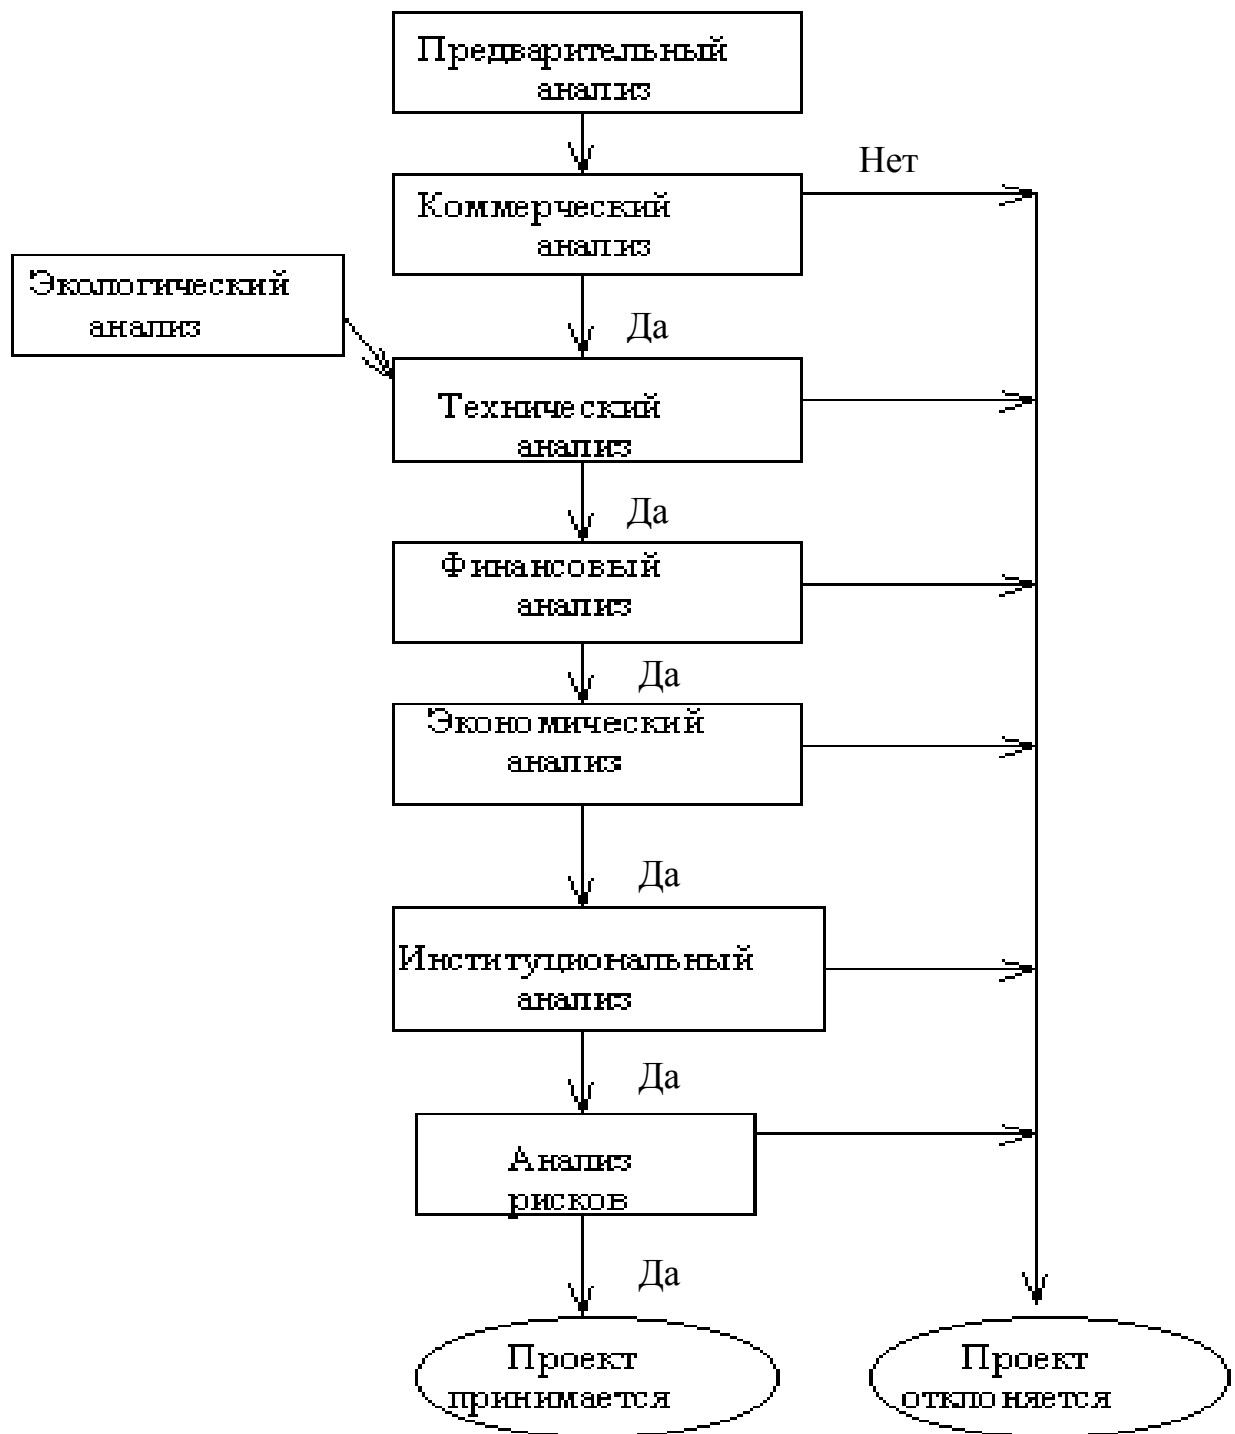 Предварительный
анализ
Нет
Коммерческий
анализ
Экологический
анализ
Да
Технический
анализ
Да
Финансовый
анализ
Да
Экономический
анализ
Да
Институциональный
анализ
Да
Анализ
рисков
Да
Проект
принимается
Проект
отклоняется